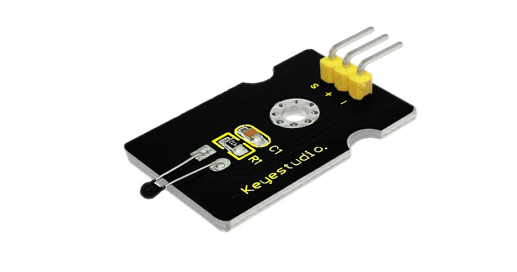 S + -
C1
R1
Keyestudio.